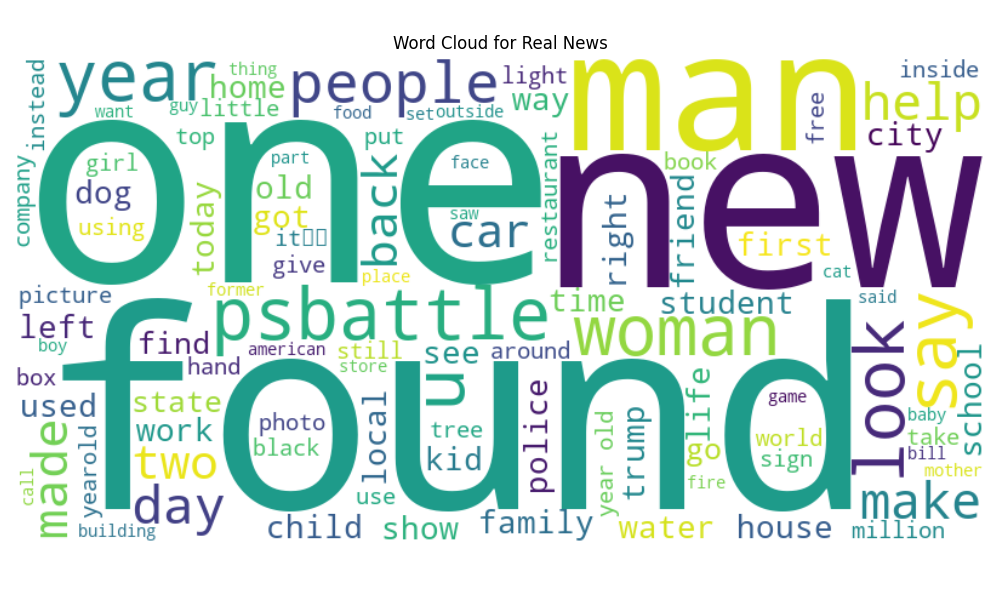 Word Cloud for Real News
instead
year
thing
home
people
light
man
inside
want
guy
little
food
set
outside
way
help
free
city
company
girl
top
one
part
put
face
restaurant
new
book
dog
old
using
today
got
it▯▯
back
saw
car
right
friend
first
give
place
cat
picture
former
psbattle
time
student
said
left
boy
find
hand
american
still
store
see
around
woman
look
say
school
box
found
used
state
work
photo
black
local
u
tree
kid
police
life
game
world
sign
baby
take
bill
mother
made
yearold
two
day
call
building
use
child
show
family
year old
trump
go
fire
water
house
make
million